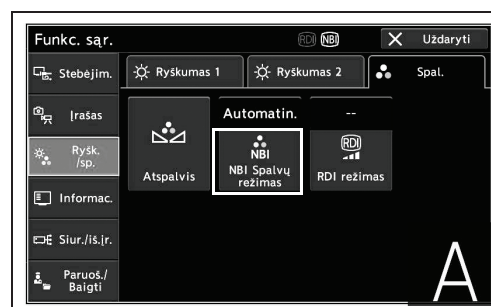 Funkc. sąr.
RDI NBI
Uždaryti
Stebėjim.
Ryškumas 1
Ryškumas 2
Spal.
Įrašas
Ryšk.
/sp.
Informac.
Siur./iš.įr.
Paruoš./
Baigti
Atspalvis
Automatin.
NBI
NBI Spalvų
režimas
--
RDI
RDI režimas
A